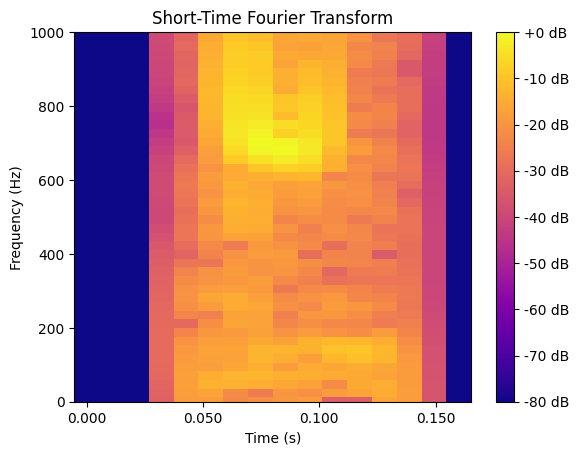 Short-Time Fourier Transform
1000
800
600
400
200
0
Frequency (Hz)
0.000
0.050
0.100
0.150
Time (s)
+0 dB
-10 dB
-20 dB
-30 dB
-40 dB
-50 dB
-60 dB
-70 dB
-80 dB